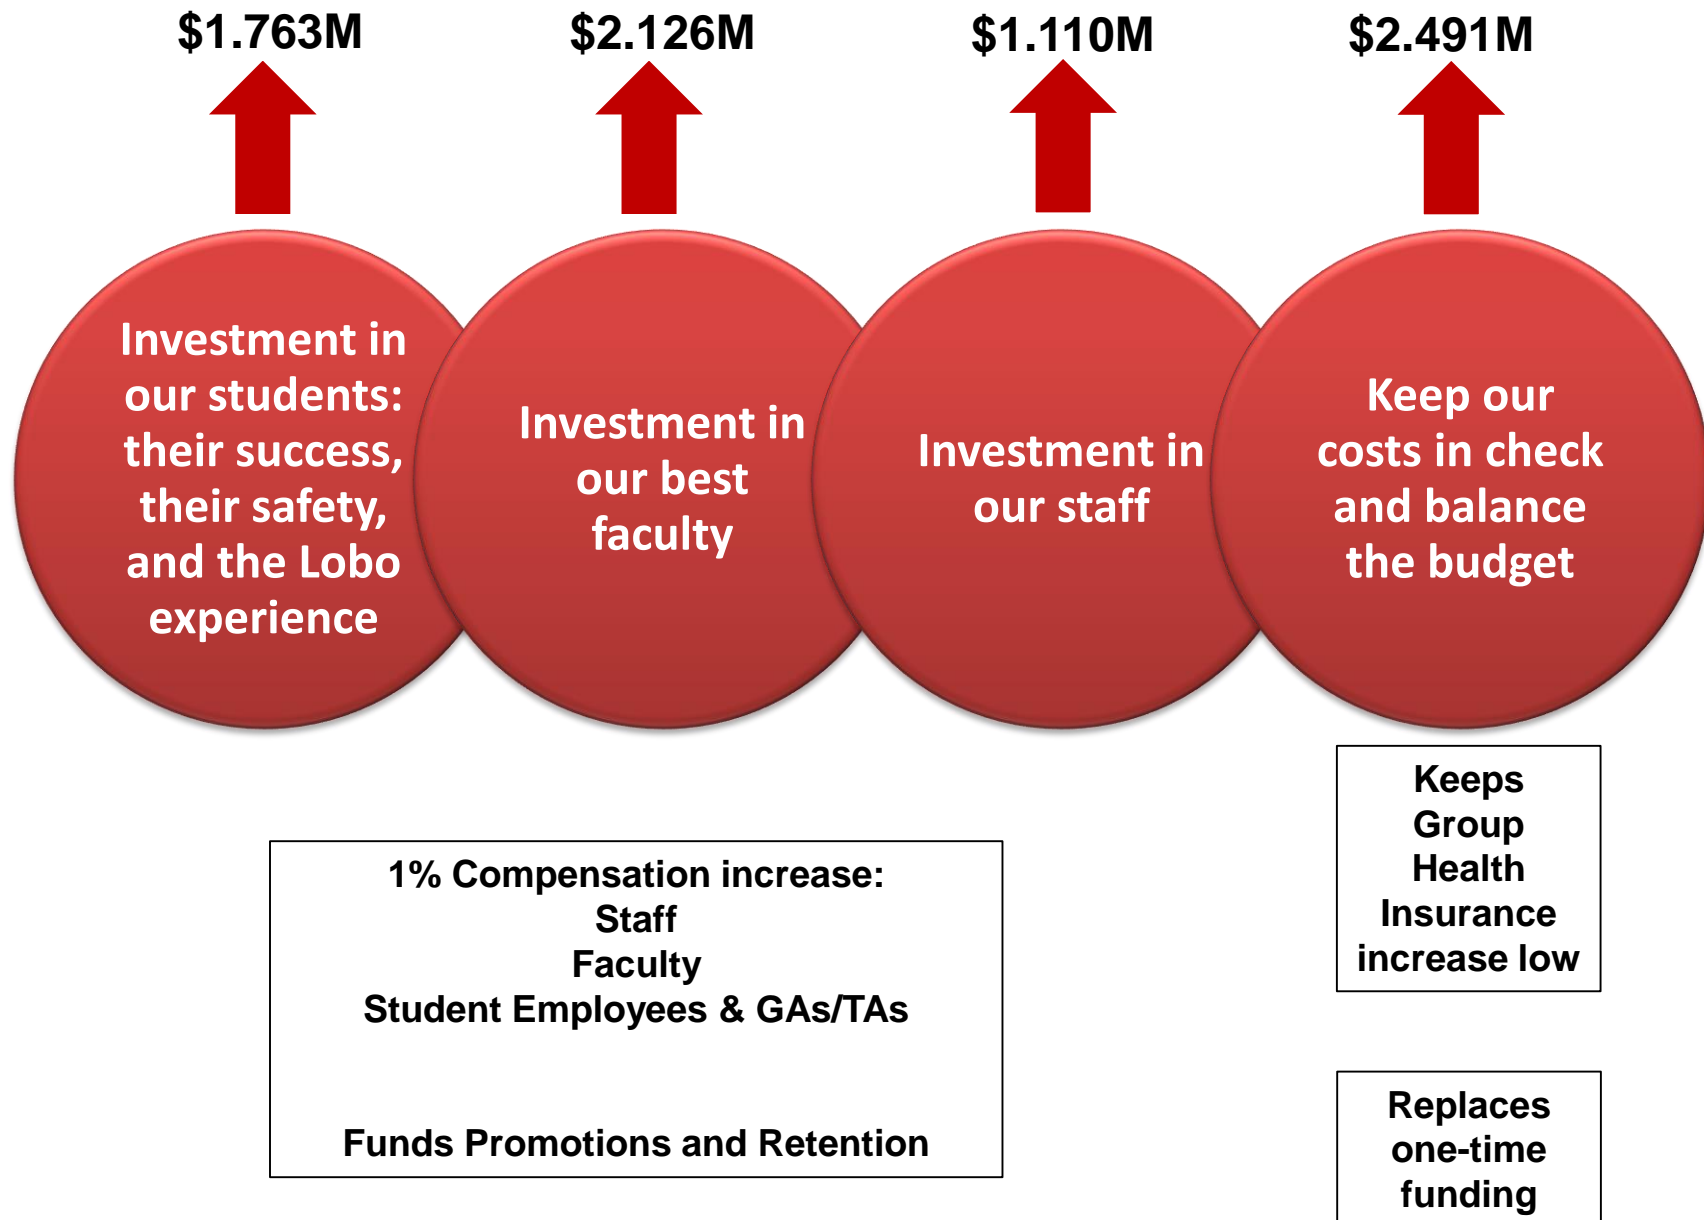 $1.763M
$2.126M
$1.110M
$2.491M
Investment in
our students:
their success,
their safety,
and the Lobo
experience
Investment in
our best
faculty
Investment in
our staff
Keep our
costs in check
and balance
the budget
1% Compensation increase:
Staff
Faculty
Student Employees & GAs/TAs
Funds Promotions and Retention
Keeps
Group
Health
Insurance
increase low
Replaces
one-time
funding